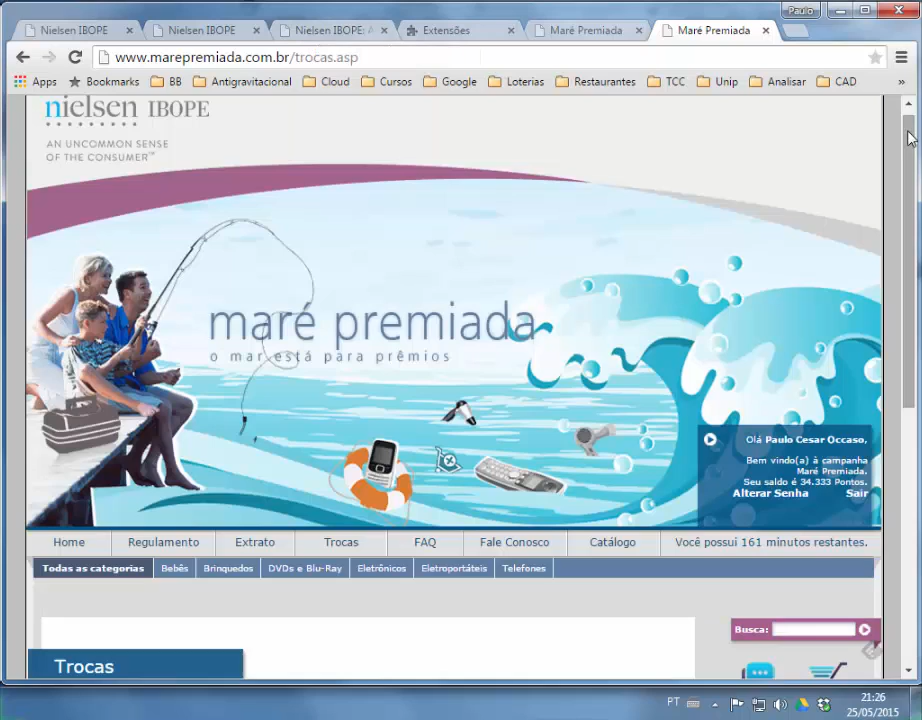 Paulo
Nielsen IBOPE
Nielsen IBOPE
Nielsen IBOPE: A
Extensões
Maré Premiada
Maré Premiada
www.marepremiada.com.br/trocas.asp
Apps
Bookmarks
BB
Antigravitacional
Cloud
Cursos
Google
Loterias
Restaurantes
TCC
Unip
Analisar
CAD
»
nielsen IBOPE
AN UNCOMMON SENSE
OF THE CONSUMER™
maré premiada
o mar está para prêmios
Olá Paulo Cesar Occaso,
Bem vindo(a) à campanha
Maré Premiada.
Seu saldo é 34.333 Pontos.
Alterar Senha Sair
Home Regulamento Extrato Trocas FAQ Fale Conosco Catálogo Você possui 161 minutos restantes.
Todas as categorias Bebês Brinquedos DVDs e Blu-Ray Eletrônicos Eletroportáteis Telefones
Busca:
Trocas
PT
21:26
25/05/2015